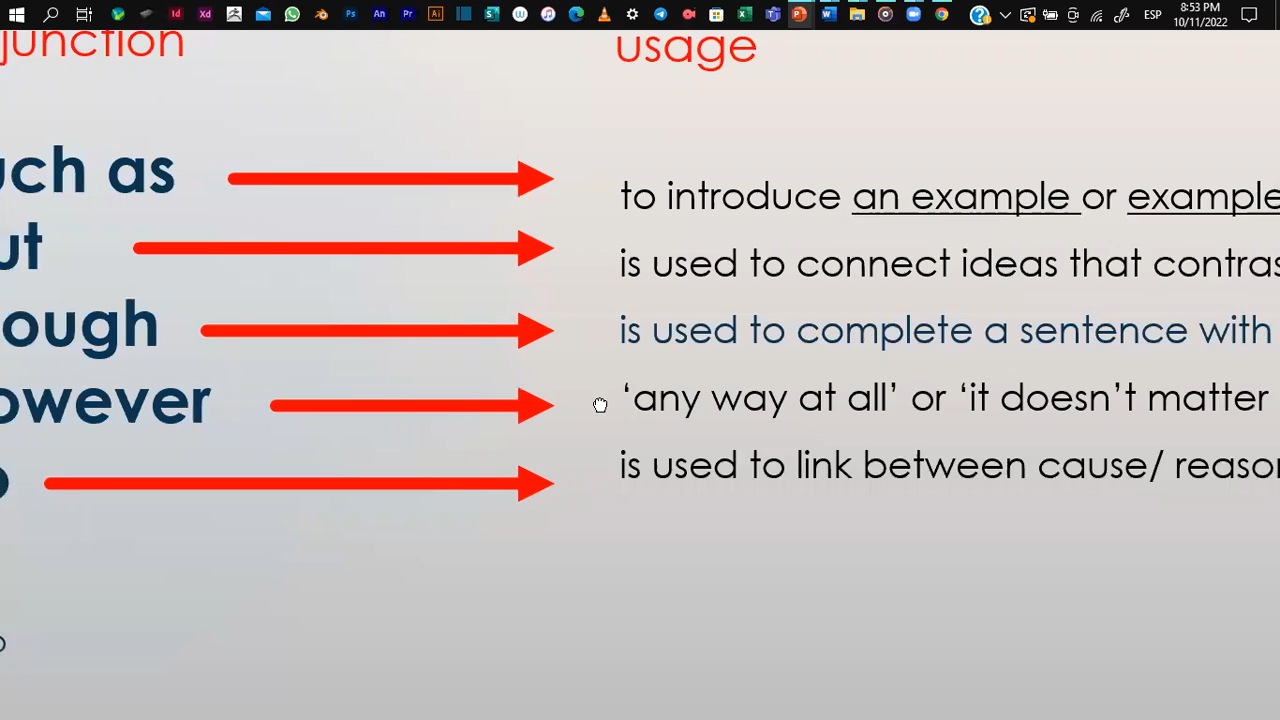 ESP
8:53 PM
10/11/2022
junction
usage
uch as
to introduce an example or example
ut
is used to connect ideas that contras
ough
is used to complete a sentence with
owever
‘any way at all’ or ‘it doesn’t matter
is used to link between cause/ reason